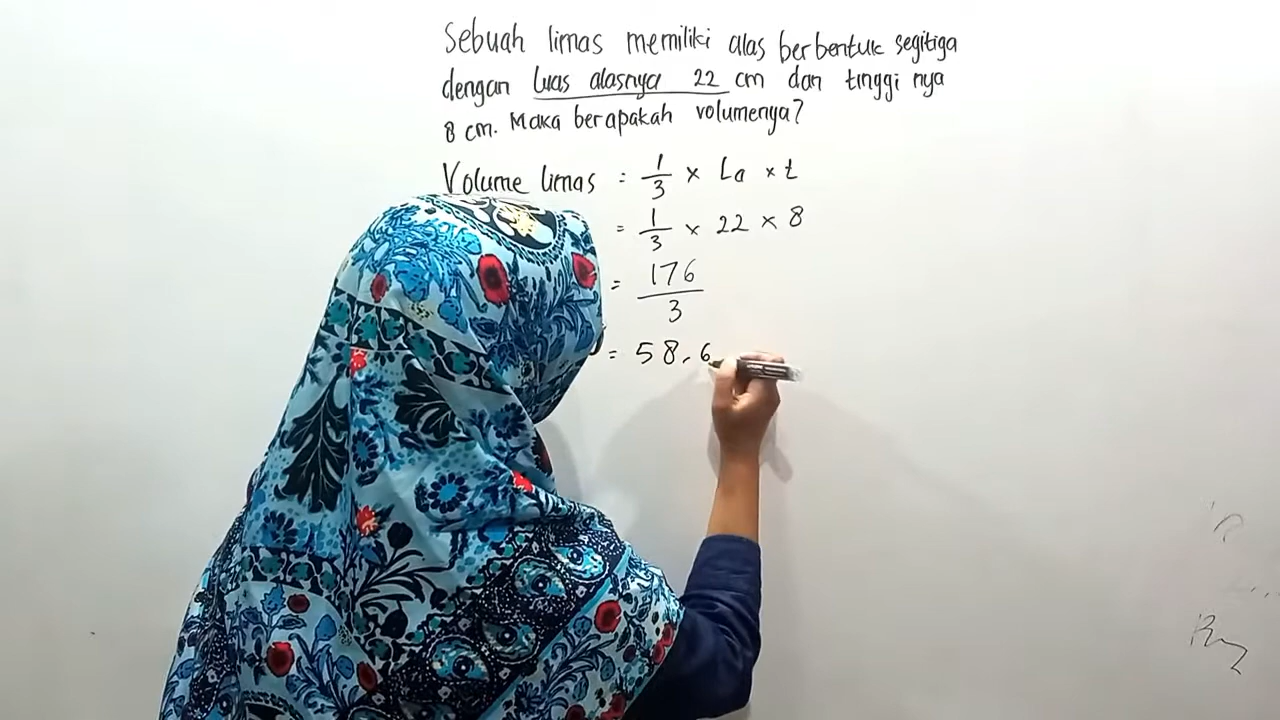 Sebuah limas memiliki alas berbentuk segitiga
dengan luas alasnya 22 cm dan tinggi nya
8 cm. Maka berapakah volumenya?
Volume limas = 1/3 × La × t
= 1/3 × 22 × 8
= 176/3
= 58,6